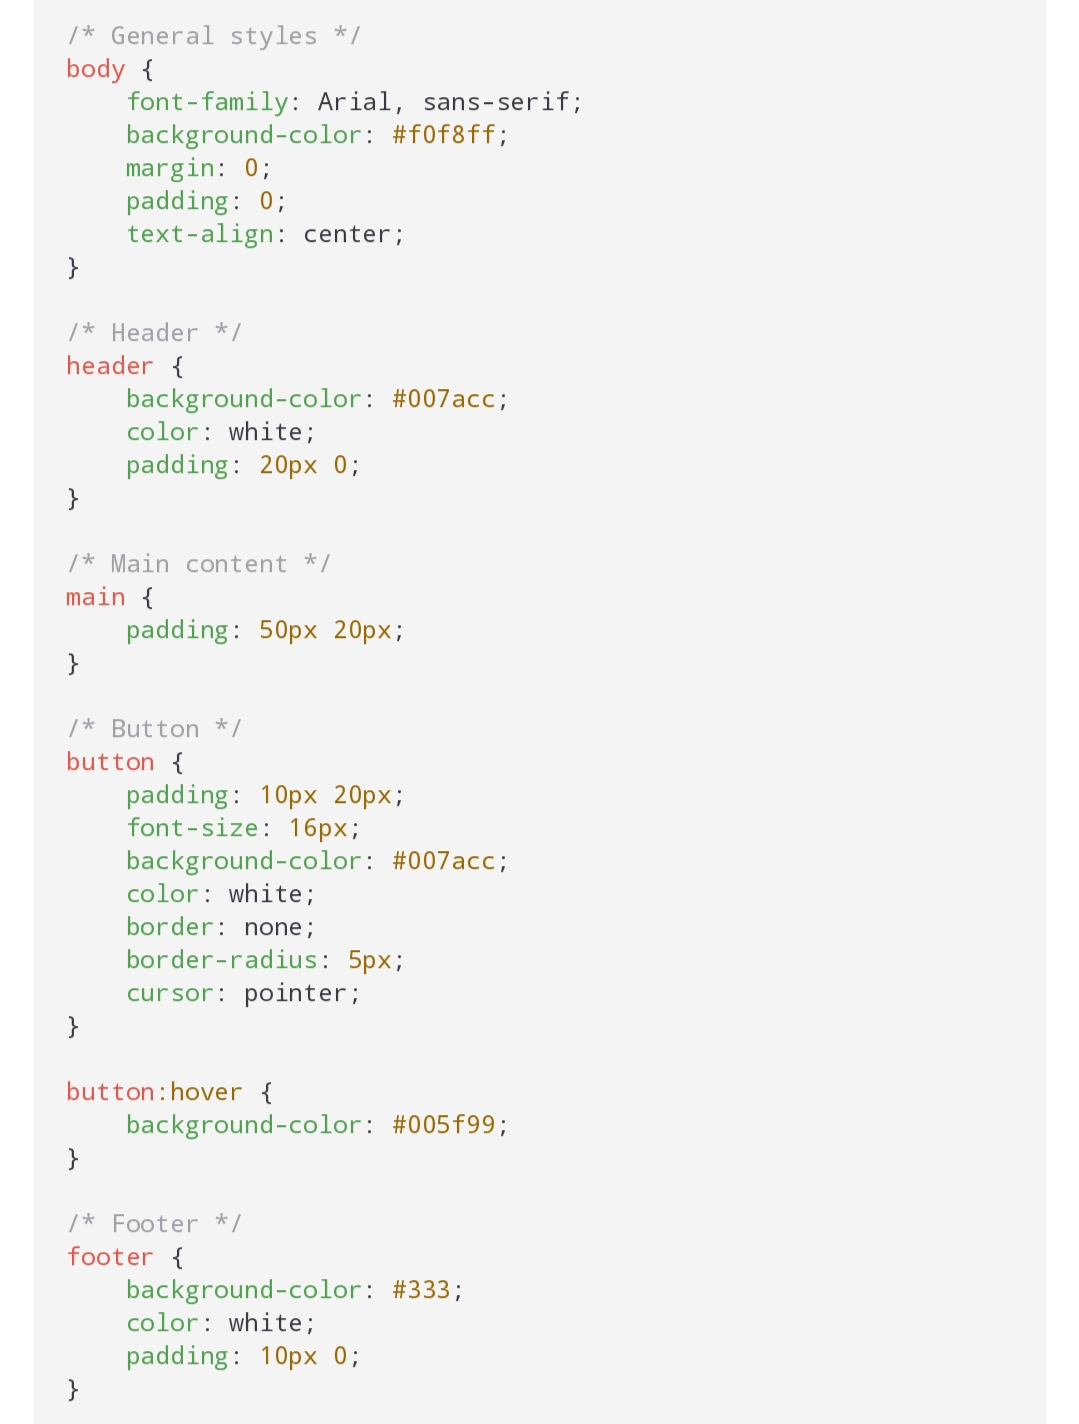 /* General styles */
body {
    font-family: Arial, sans-serif;
    background-color: #f0f8ff;
    margin: 0;
    padding: 0;
    text-align: center;
}

/* Header */
header {
    background-color: #007acc;
    color: white;
    padding: 20px 0;
}

/* Main content */
main {
    padding: 50px 20px;
}

/* Button */
button {
    padding: 10px 20px;
    font-size: 16px;
    background-color: #007acc;
    color: white;
    border: none;
    border-radius: 5px;
    cursor: pointer;
}

button:hover {
    background-color: #005f99;
}

/* Footer */
footer {
    background-color: #333;
    color: white;
    padding: 10px 0;
}